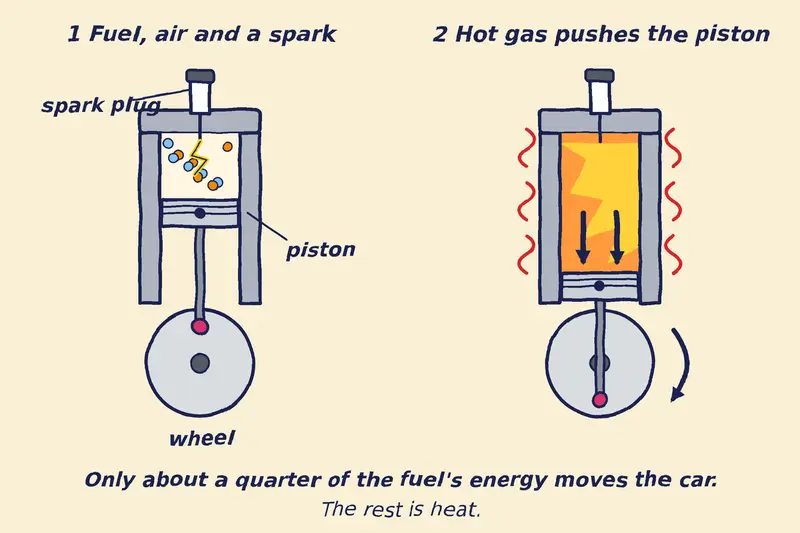 1 Fuel, air and a spark
2 Hot gas pushes the piston
spark plug
piston
wheel
Only about a quarter of the fuel's energy moves the car.
The rest is heat.